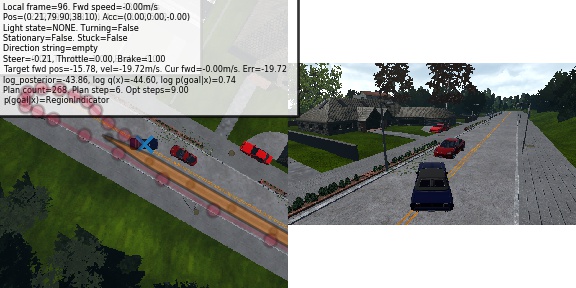 Local frame=96. Fwd speed=-0.00m/s
Pos=(0.21,79.90,38.10). Acc=(0.00,0.00,-0.00)
Light state=NONE. Turning=False
Stationary=False. Stuck=False
Direction string=empty
Steer=-0.21, Throttle=0.00, Brake=1.00
Target fwd pos=-15.78, vel=-19.72m/s. Cur fwd=-0.00m/s. Err=-19.72
log_posterior=-43.86, log q(x)=-44.60, log p(goal|x)=0.74
Plan count=268, Plan step=6. Opt steps=9.00
p(goal|x)=RegionIndicator